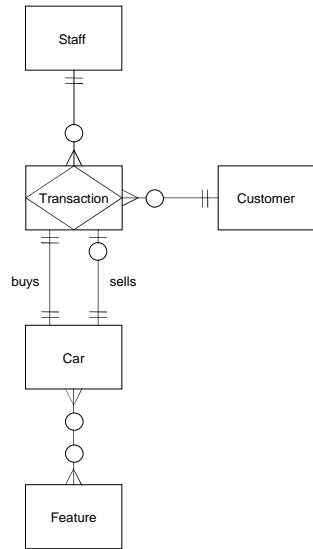 Staff
Transaction
Customer
buys
sells
Car
Feature